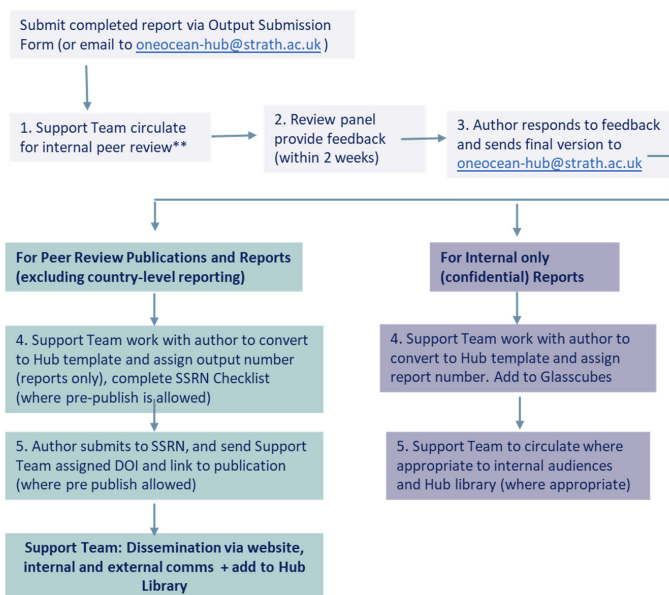 Submit completed report via Output Submission
Form (or email to oneocean-hub@strath.ac.uk )
1. Support Team circulate
for internal peer review**
2. Review panel
provide feedback
(within 2 weeks)
3. Author responds to feedback
and sends final version to
oneocean-hub@strath.ac.uk
For Peer Review Publications and Reports
(excluding country-level reporting)
For Internal only
(confidential) Reports
4. Support Team work with author to convert
to Hub template and assign output number
(reports only), complete SSRN Checklist
(where pre-publish is allowed)
4. Support Team work with author to
convert to Hub template and assign
report number. Add to Glasscubes
5. Author submits to SSRN, and send Support
Team assigned DOI and link to publication
(where pre publish allowed)
5. Support Team to circulate where
appropriate to internal audiences
and Hub library (where appropriate)
Support Team: Dissemination via website,
internal and external comms + add to Hub
Library